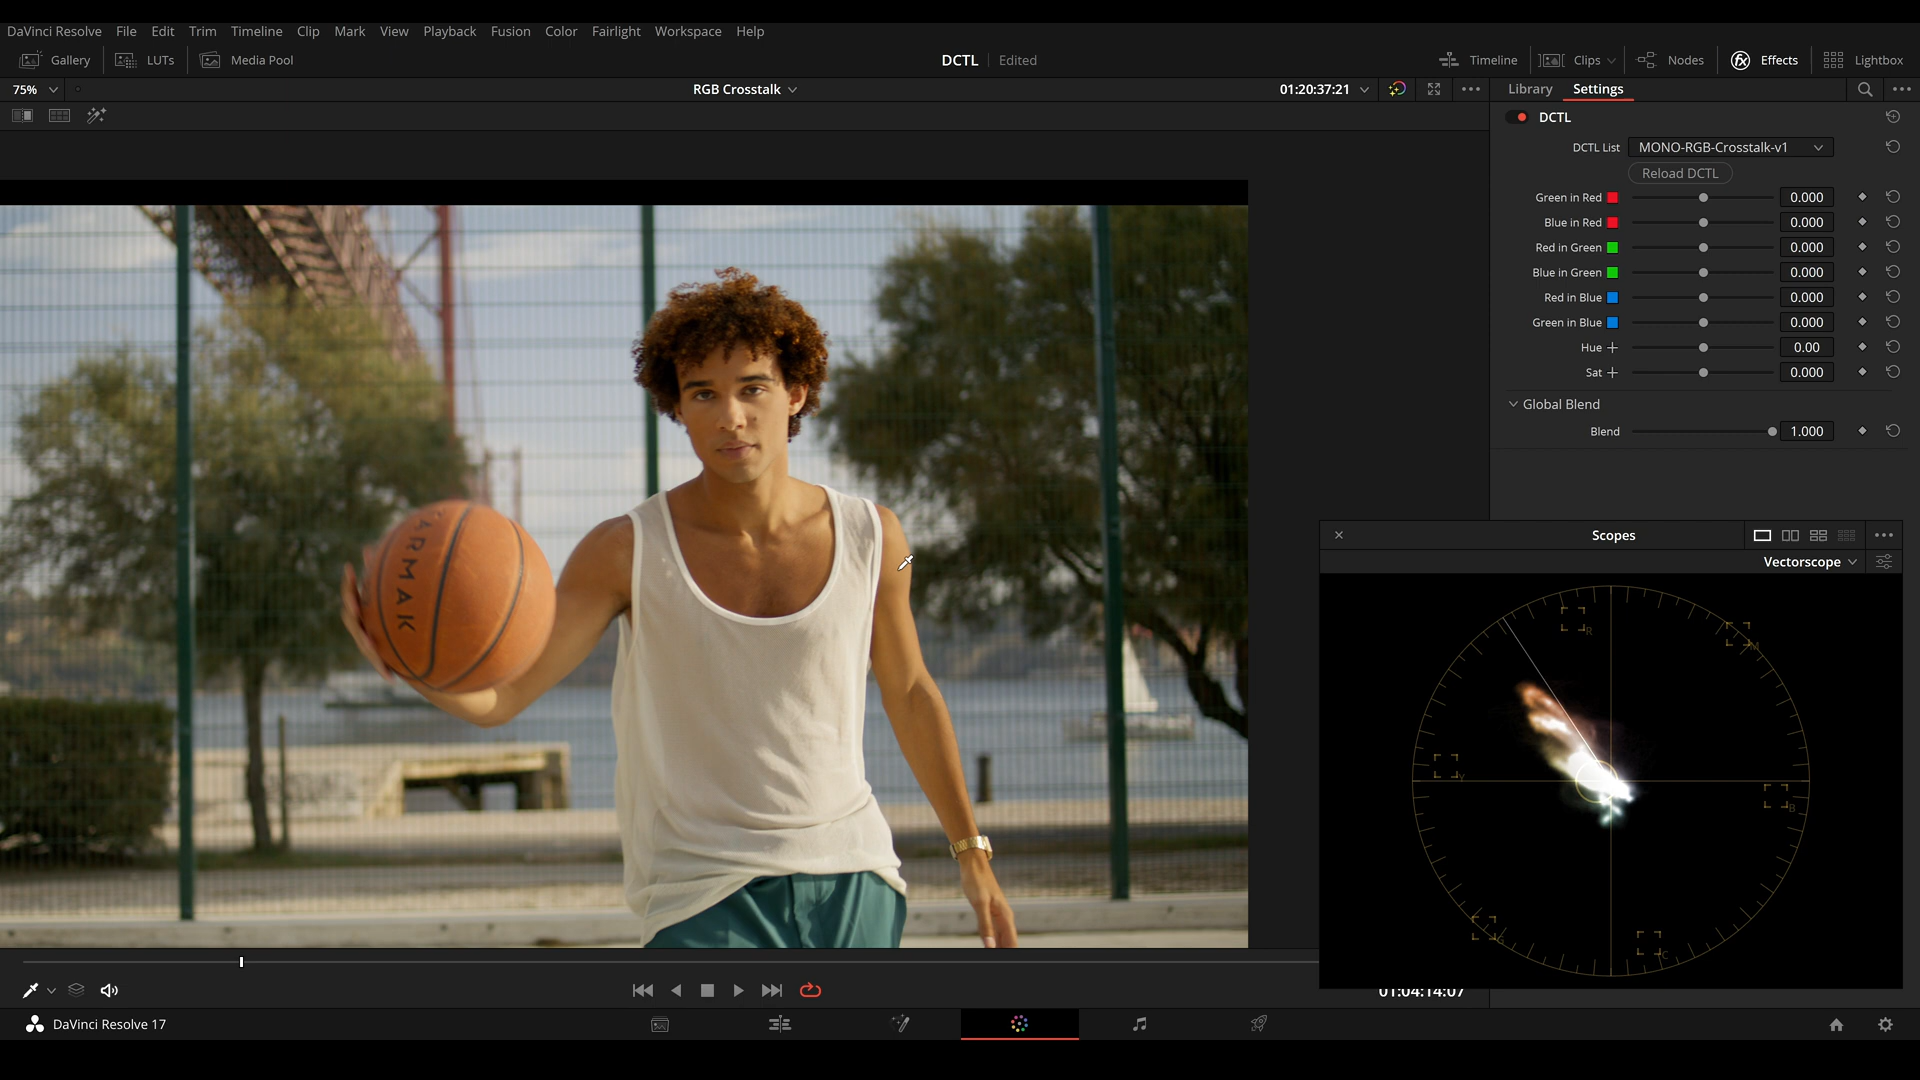 DaVinci Resolve File Edit Trim Timeline Clip Mark View Playback Fusion Color Fairlight Workspace Help
Gallery LUTs Media Pool DCTL Edited Timeline Clips Nodes Effects Lightbox
75% RGB Crosstalk 01:20:37:21 Library Settings
DCTL
DCTL List MONO-RGB-Crosstalk-v1
Reload DCTL
Green in Red 0.000
Blue in Red 0.000
Red in Green 0.000
Blue in Green 0.000
Red in Blue 0.000
Green in Blue 0.000
Hue 0.00
Sat 0.000
Global Blend
Blend 1.000
ARMAK
Scopes
Vectorscope
R
M
Y
B
G
C
01:04:14:07
DaVinci Resolve 17